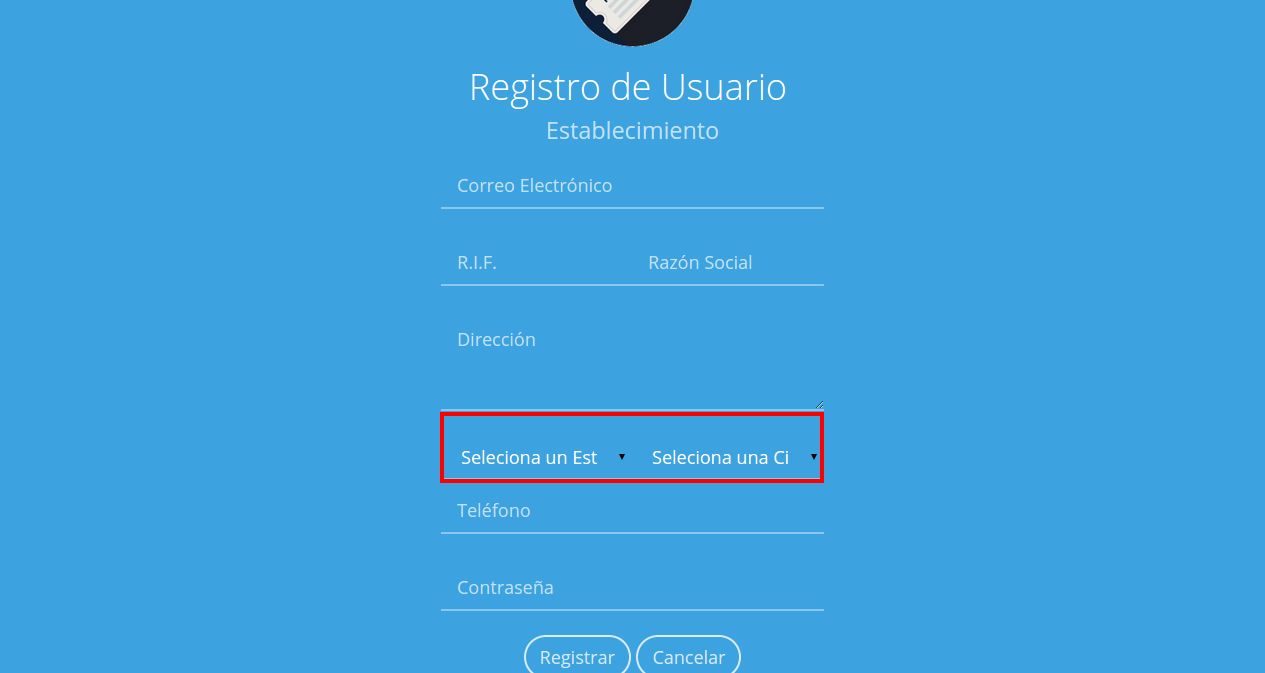 Registro de Usuario
Establecimiento
Correo Electrónico
R.I.F. Razón Social
Dirección
Seleciona un Est Seleciona una Ci
Teléfono
Contraseña
Registrar Cancelar